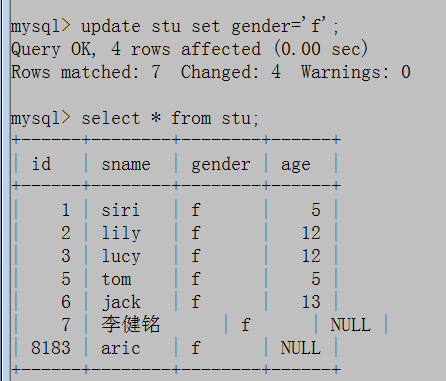 mysql> update stu set gender='f';
Query OK, 4 rows affected (0.00 sec)
Rows matched: 7  Changed: 4  Warnings: 0
mysql> select * from stu;
+------+--------+--------+------+
| id   | sname  | gender | age  |
+------+--------+--------+------+
|    1 | siri   | f      |    5 |
|    2 | lily   | f      |   12 |
|    3 | lucy   | f      |   12 |
|    5 | tom    | f      |    5 |
|    6 | jack   | f      |   13 |
|    7 | 李健铭      | f      | NULL |
| 8183 | aric   | f      | NULL |
+------+--------+--------+------+